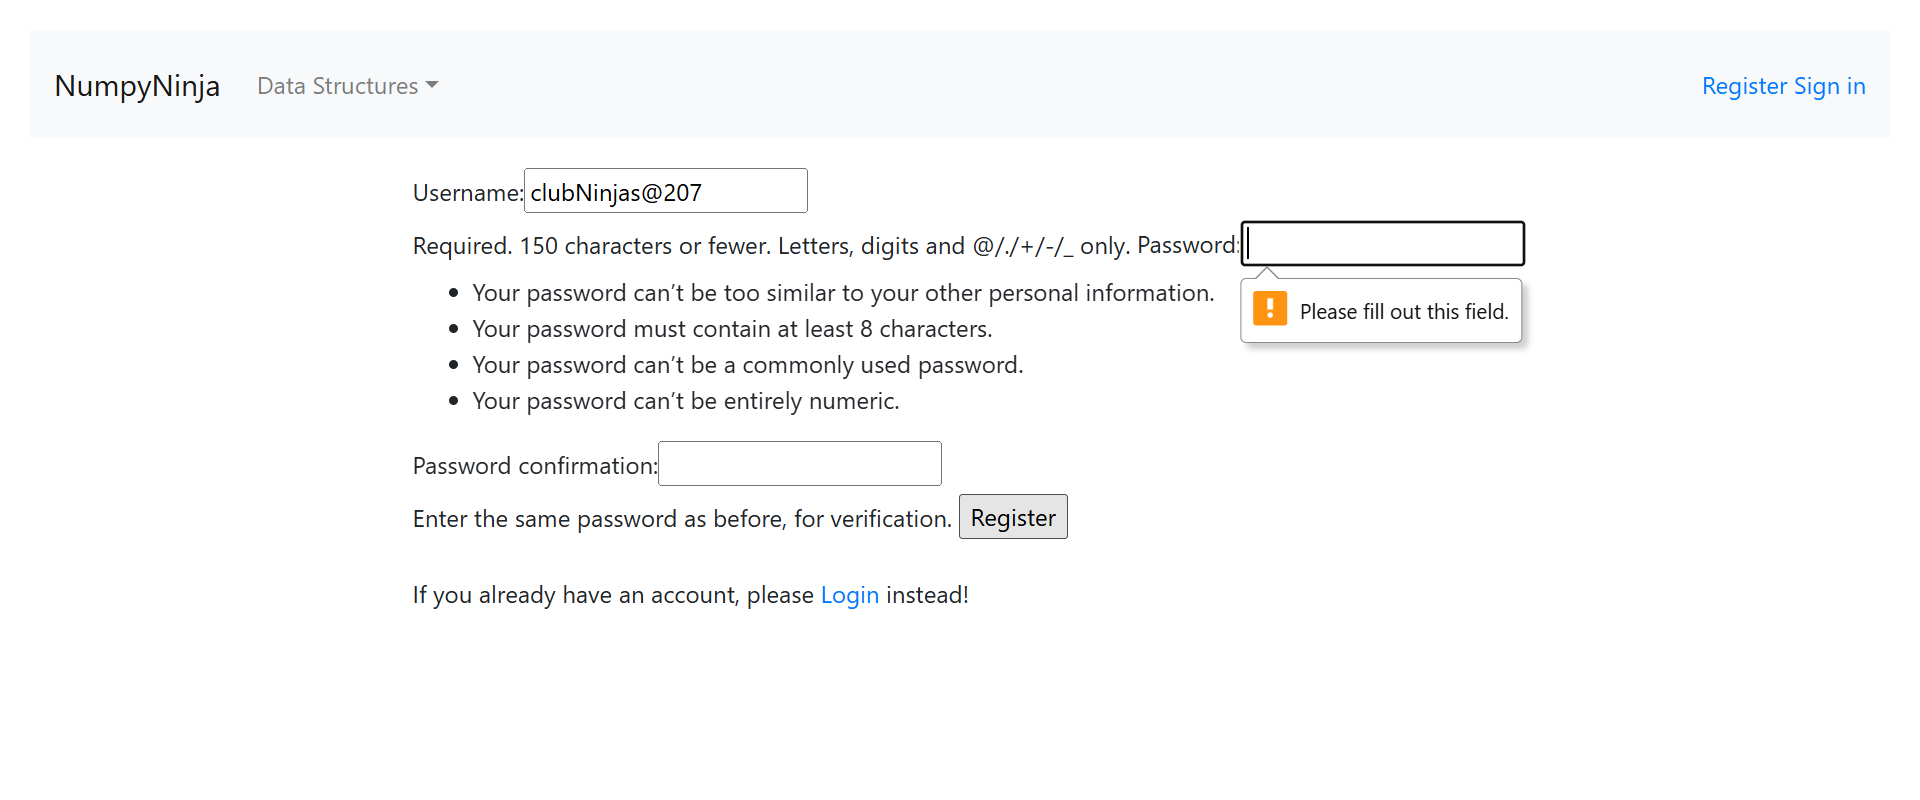 NumpyNinja Data Structures Register Sign in
Username: clubNinjas@207
Required. 150 characters or fewer. Letters, digits and @/./+/-/_ only. Password:
Please fill out this field.
Your password can’t be too similar to your other personal information.
Your password must contain at least 8 characters.
Your password can’t be a commonly used password.
Your password can’t be entirely numeric.
Password confirmation:
Enter the same password as before, for verification. Register
If you already have an account, please Login instead!